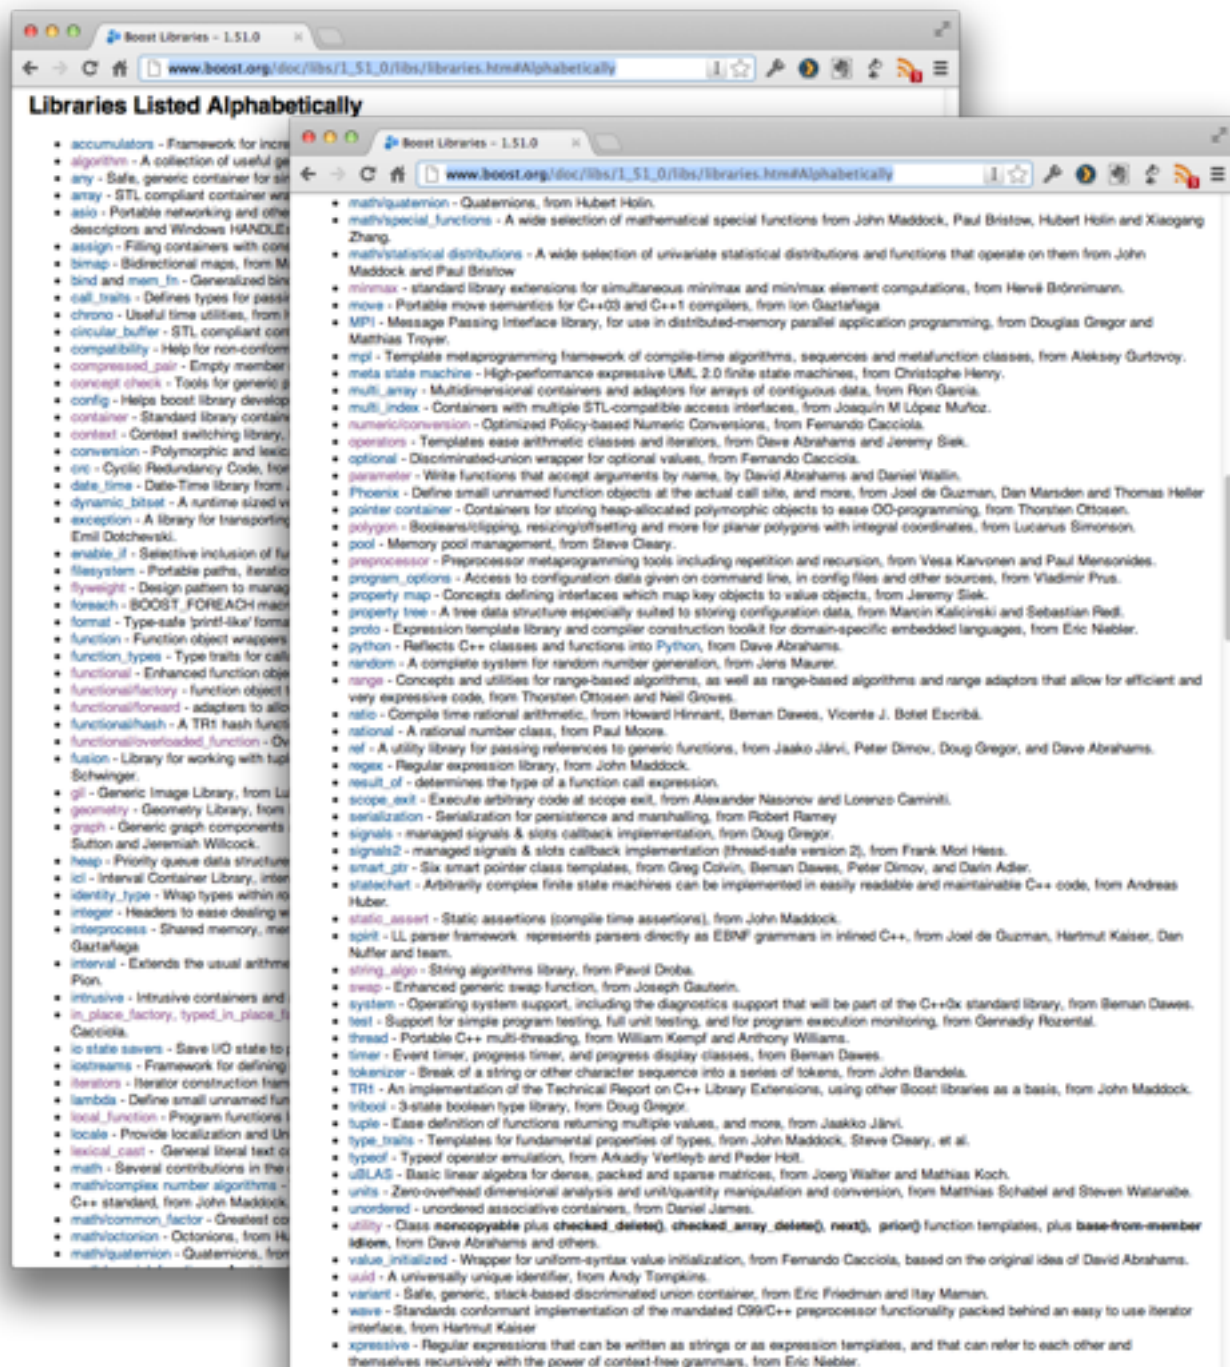 Boost Libraries - 1.51.0
www.boost.org/doc/libs/1_51_0/libs/libraries.htm#Alphabetically
Libraries Listed Alphabetically
accumulators - Framework for incre
algorithm - A collection of useful ge
any - Safe, generic container for sin
array - STL compliant container wra
asio - Portable networking and othe
descriptors and Windows HANDLEs
assign - Filling containers with cons
bimap - Bidirectional maps, from M
bind and mem_fn - Generalized bin
call_traits - Defines types for passin
chrono - Useful time utilities, from H
circular_buffer - STL compliant con
compatibility - Help for non-conform
compressed_pair - Empty member
concept check - Tools for generic p
config - Helps boost library develop
container - Standard library contain
context - Context switching library,
conversion - Polymorphic and lexic
crc - Cyclic Redundancy Code, from
date_time - Date-Time library from
dynamic_bitset - A runtime sized ve
exception - A library for transporting
Emil Dotchevski.
enable_if - Selective inclusion of fu
filesystem - Portable paths, iteratio
flyweight - Design pattern to manag
foreach - BOOST_FOREACH macr
format - Type-safe 'printf-like' forma
function - Function object wrappers
function_types - Type traits for calla
functional - Enhanced function obje
functional/factory - function object t
functional/forward - adapters to allo
functional/hash - A TR1 hash functi
functional/overloaded_function - Ov
fusion - Library for working with tupl
Schwinger.
gil - Generic Image Library, from Lu
geometry - Geometry Library, from
graph - Generic graph components
Sutton and Jeremiah Willcock.
heap - Priority queue data structure
icl - Interval Container Library, inter
identity_type - Wrap types within ro
integer - Headers to ease dealing w
interprocess - Shared memory, mem
Gaztañaga
interval - Extends the usual arithme
Pion.
intrusive - Intrusive containers and
in_place_factory, typed_in_place_fa
Cacciola.
io state savers - Save I/O state to p
iostreams - Framework for defining
iterators - Iterator construction fram
lambda - Define small unnamed fun
local_function - Program functions l
locale - Provide localization and Un
lexical_cast - General literal text co
math - Several contributions in the
math/complex number algorithms -
C++ standard, from John Maddock.
math/common_factor - Greatest co
math/octonion - Octonions, from Hu
math/quaternion - Quaternions, from
Boost Libraries - 1.51.0
www.boost.org/doc/libs/1_51_0/libs/libraries.htm#Alphabetically
math/quaternion - Quaternions, from Hubert Holin.
math/special_functions - A wide selection of mathematical special functions from John Maddock, Paul Bristow, Hubert Holin and Xiaogang
Zhang.
math/statistical distributions - A wide selection of univariate statistical distributions and functions that operate on them from John
Maddock and Paul Bristow
minmax - standard library extensions for simultaneous min/max and min/max element computations, from Hervé Brönnimann.
move - Portable move semantics for C++03 and C++1 compilers, from Ion Gaztañaga
MPI - Message Passing Interface library, for use in distributed-memory parallel application programming, from Douglas Gregor and
Matthias Troyer.
mpl - Template metaprogramming framework of compile-time algorithms, sequences and metafunction classes, from Aleksey Gurtovoy.
meta state machine - High-performance expressive UML 2.0 finite state machines, from Christophe Henry.
multi_array - Multidimensional containers and adaptors for arrays of contiguous data, from Ron Garcia.
multi_index - Containers with multiple STL-compatible access interfaces, from Joaquín M López Muñoz.
numeric/conversion - Optimized Policy-based Numeric Conversions, from Fernando Cacciola.
operators - Templates ease arithmetic classes and iterators, from Dave Abrahams and Jeremy Siek.
optional - Discriminated-union wrapper for optional values, from Fernando Cacciola.
parameter - Write functions that accept arguments by name, by David Abrahams and Daniel Wallin.
Phoenix - Define small unnamed function objects at the actual call site, and more, from Joel de Guzman, Dan Marsden and Thomas Heller
pointer container - Containers for storing heap-allocated polymorphic objects to ease OO-programming, from Thorsten Ottosen.
polygon - Booleans/clipping, resizing/offsetting and more for planar polygons with integral coordinates, from Lucanus Simonson.
pool - Memory pool management, from Steve Cleary.
preprocessor - Preprocessor metaprogramming tools including repetition and recursion, from Vesa Karvonen and Paul Mensonides.
program_options - Access to configuration data given on command line, in config files and other sources, from Vladimir Prus.
property map - Concepts defining interfaces which map key objects to value objects, from Jeremy Siek.
property tree - A tree data structure especially suited to storing configuration data, from Marcin Kalicinski and Sebastian Redl.
proto - Expression template library and compiler construction toolkit for domain-specific embedded languages, from Eric Niebler.
python - Reflects C++ classes and functions into Python, from Dave Abrahams.
random - A complete system for random number generation, from Jens Maurer.
range - Concepts and utilities for range-based algorithms, as well as range-based algorithms and range adaptors that allow for efficient and
very expressive code, from Thorsten Ottosen and Neil Groves.
ratio - Compile time rational arithmetic, from Howard Hinnant, Beman Dawes, Vicente J. Botet Escribá.
rational - A rational number class, from Paul Moore.
ref - A utility library for passing references to generic functions, from Jaako Järvi, Peter Dimov, Doug Gregor, and Dave Abrahams.
regex - Regular expression library, from John Maddock.
result_of - determines the type of a function call expression.
scope_exit - Execute arbitrary code at scope exit, from Alexander Nasonov and Lorenzo Caminiti.
serialization - Serialization for persistence and marshalling, from Robert Ramey
signals - managed signals & slots callback implementation, from Doug Gregor.
signals2 - managed signals & slots callback implementation (thread-safe version 2), from Frank Mori Hess.
smart_ptr - Six smart pointer class templates, from Greg Colvin, Beman Dawes, Peter Dimov, and Darin Adler.
statechart - Arbitrarily complex finite state machines can be implemented in easily readable and maintainable C++ code, from Andreas
Huber.
static_assert - Static assertions (compile time assertions), from John Maddock.
spirit - LL parser framework represents parsers directly as EBNF grammars in inlined C++, from Joel de Guzman, Hartmut Kaiser, Dan
Nuffer and team.
string_algo - String algorithms library, from Pavol Droba.
swap - Enhanced generic swap function, from Joseph Gauterin.
system - Operating system support, including the diagnostics support that will be part of the C++0x standard library, from Beman Dawes.
test - Support for simple program testing, full unit testing, and for program execution monitoring, from Gennadiy Rozental.
thread - Portable C++ multi-threading, from William Kempf and Anthony Williams.
timer - Event timer, progress timer, and progress display classes, from Beman Dawes.
tokenizer - Break of a string or other character sequence into a series of tokens, from John Bandela.
TR1 - An implementation of the Technical Report on C++ Library Extensions, using other Boost libraries as a basis, from John Maddock.
tribool - 3-state boolean type library, from Doug Gregor.
tuple - Ease definition of functions returning multiple values, and more, from Jaakko Järvi.
type_traits - Templates for fundamental properties of types, from John Maddock, Steve Cleary, et al.
typeof - Typeof operator emulation, from Arkadiy Vertleyb and Peder Holt.
uBLAS - Basic linear algebra for dense, packed and sparse matrices, from Joerg Walter and Mathias Koch.
units - Zero-overhead dimensional analysis and unit/quantity manipulation and conversion, from Matthias Schabel and Steven Watanabe.
unordered - unordered associative containers, from Daniel James.
utility - Class noncopyable plus checked_delete(), checked_array_delete(), next(), prior() function templates, plus base-from-member
idiom, from Dave Abrahams and others.
value_initialized - Wrapper for uniform-syntax value initialization, from Fernando Cacciola, based on the original idea of David Abrahams.
uuid - A universally unique identifier, from Andy Tompkins.
variant - Safe, generic, stack-based discriminated union container, from Eric Friedman and Itay Maman.
wave - Standards conformant implementation of the mandated C99/C++ preprocessor functionality packed behind an easy to use iterator
interface, from Hartmut Kaiser
xpressive - Regular expressions that can be written as strings or as expression templates, and that can refer to each other and
themselves recursively with the power of context-free grammars, from Eric Niebler.